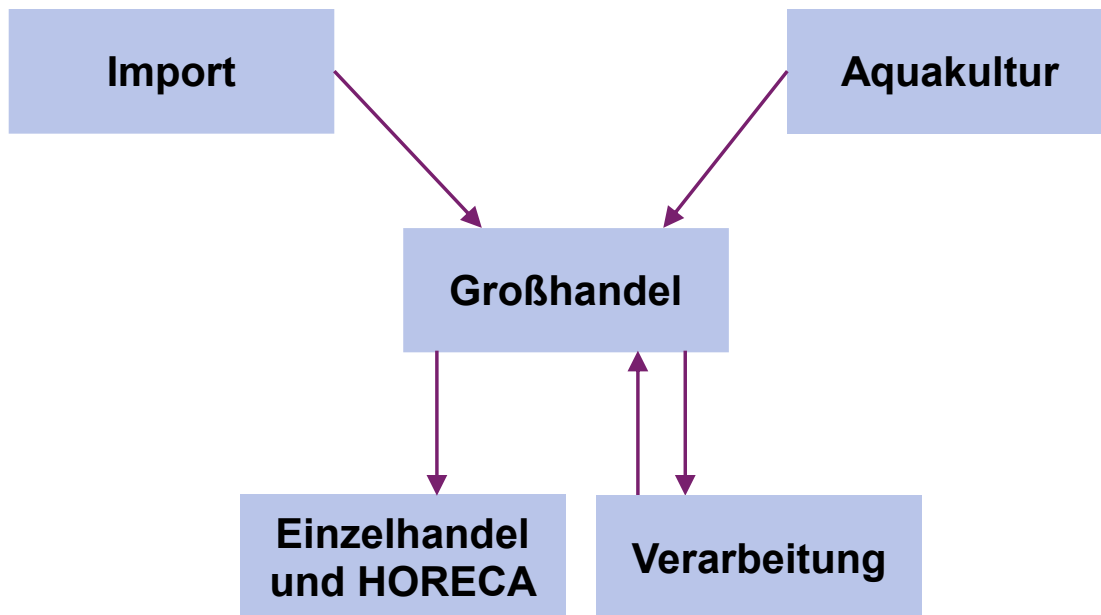 Import
Aquakultur
Großhandel
Einzelhandel
und HORECA
Verarbeitung